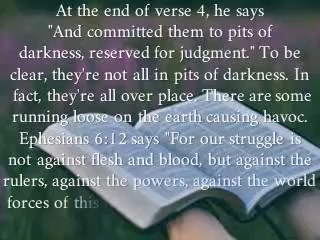 At the end of verse 4, he says
"And committed them to pits of
darkness, reserved for judgment." To be
clear, they're not all in pits of darkness. In
fact, they're all over place. There are some
running loose on the earth causing havoc.
Ephesians 6:12 says "For our struggle is
not against flesh and blood, but against the
rulers, against the powers, against the world
forces of this